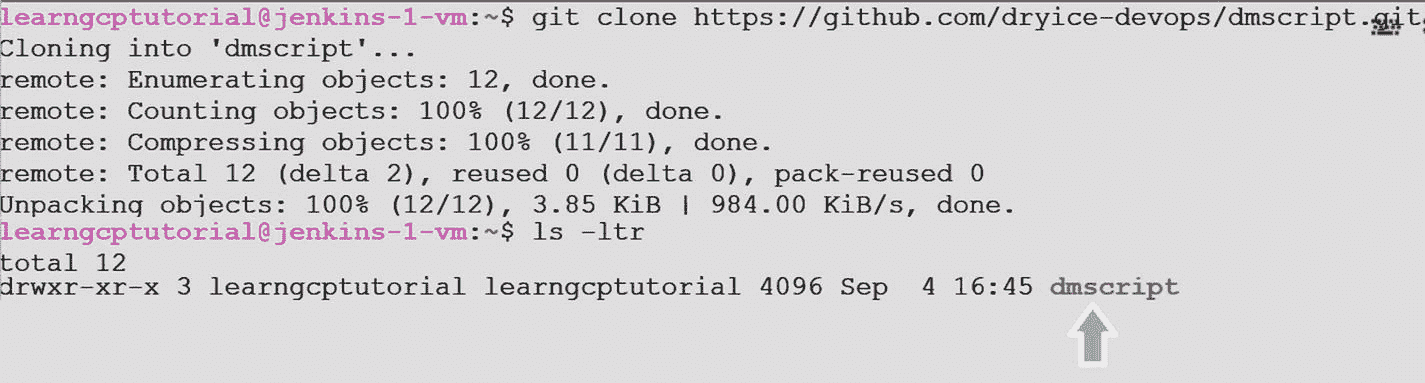 learngcptutorial@jenkins-1-vm:~$ git clone https://github.com/dryice-devops/dmscript.git
Cloning into 'dmscript'...
remote: Enumerating objects: 12, done.
remote: Counting objects: 100% (12/12), done.
remote: Compressing objects: 100% (11/11), done.
remote: Total 12 (delta 2), reused 0 (delta 0), pack-reused 0
Unpacking objects: 100% (12/12), 3.85 KiB | 984.00 KiB/s, done.
learngcptutorial@jenkins-1-vm:~$ ls -ltr
total 12
drwxr-xr-x 3 learngcptutorial learngcptutorial 4096 Sep  4 16:45 dmscript